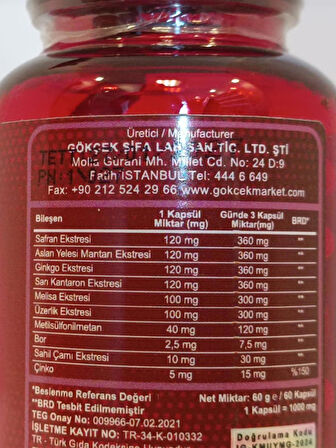 Üretici / Manufacturer
GÖKÇEK ŞİFA LAH SAN.TİC. LTD. ŞTİ
Molla Gürani Mh. Millet Cd. No: 24 D:9
Fatih İSTANBUL Tel: 444 6 649
Fax: +90 212 524 29 66 www.gokcekmarket.com
Bileşen 1 Kapsül Miktar (mg) Günde 3 Kapsül Miktar(mg) BRD*
Safran Ekstresi 120 mg 360 mg **
Aslan Yelesi Mantarı Ekstresi 120 mg 360 mg **
Ginkgo Ekstresi 120 mg 360 mg **
Sarı Kantaron Ekstresi 120 mg 360 mg **
Melisa Ekstresi 100 mg 300 mg **
Üzerlik Ekstresi 100 mg 300 mg **
Metilsülfonilmetan 40 mg 120 mg **
Bor 2,5 mg 7,5 mg **
Sahil Çamı Ekstresi 10 mg 30 mg **
Çinko 5 mg 15 mg %150
*Beslenme Referans Değeri
**BRD Tesbit Edilmemiştir
Net Miktar: 60 g e/ 60 Kapsül
1 Kapsül = 1000 mg
TEG Onay No: 009966-07.02.2021
İŞLETME KAYIT NO: TR-34-K-010332
Doğrulama Kodu
TR - Türk Gıda Kodeksine Uygundur